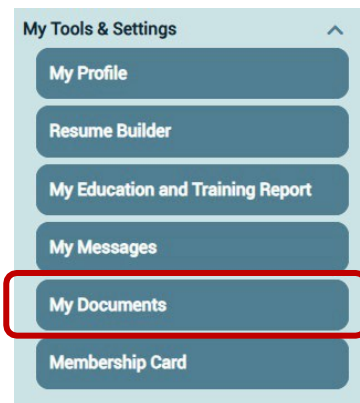 My Tools & Settings
My Profile
Resume Builder
My Education and Training Report
My Messages
My Documents
Membership Card